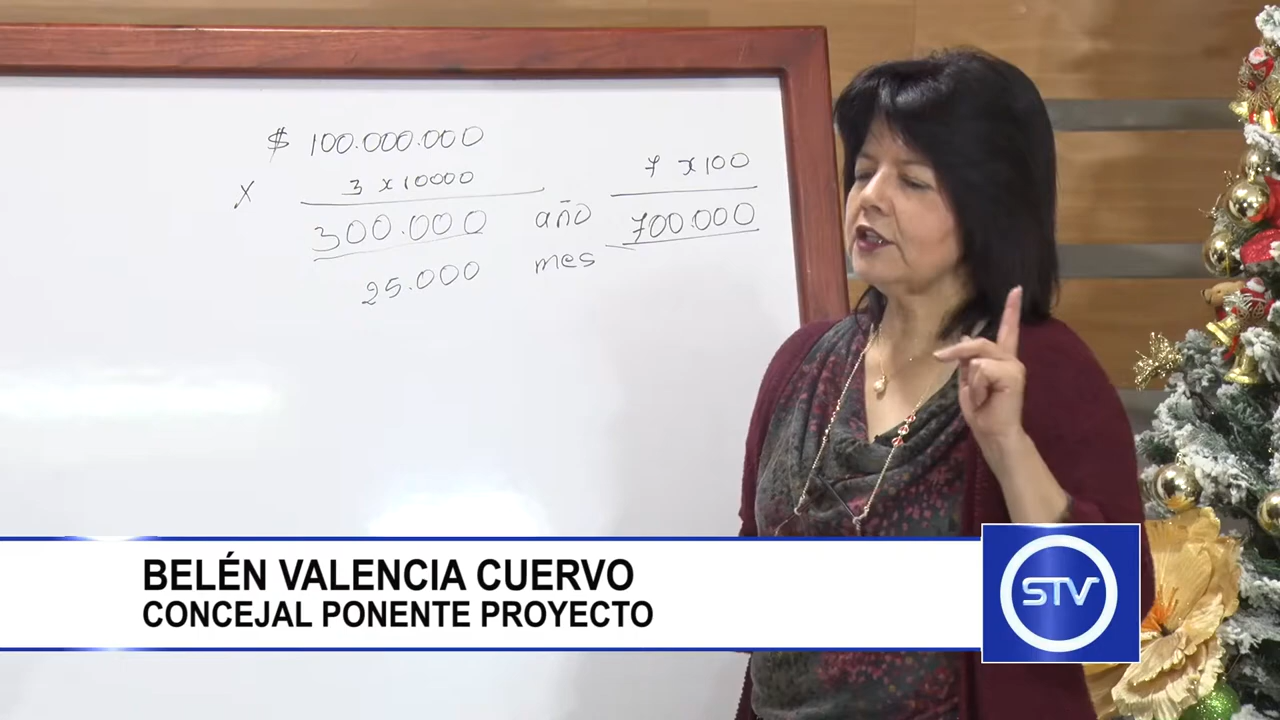 $ 100.000.000
x 3 x 10000
300.000 año
25.000 mes
7 x 100
700.000
BELÉN VALENCIA CUERVO
CONCEJAL PONENTE PROYECTO
STV